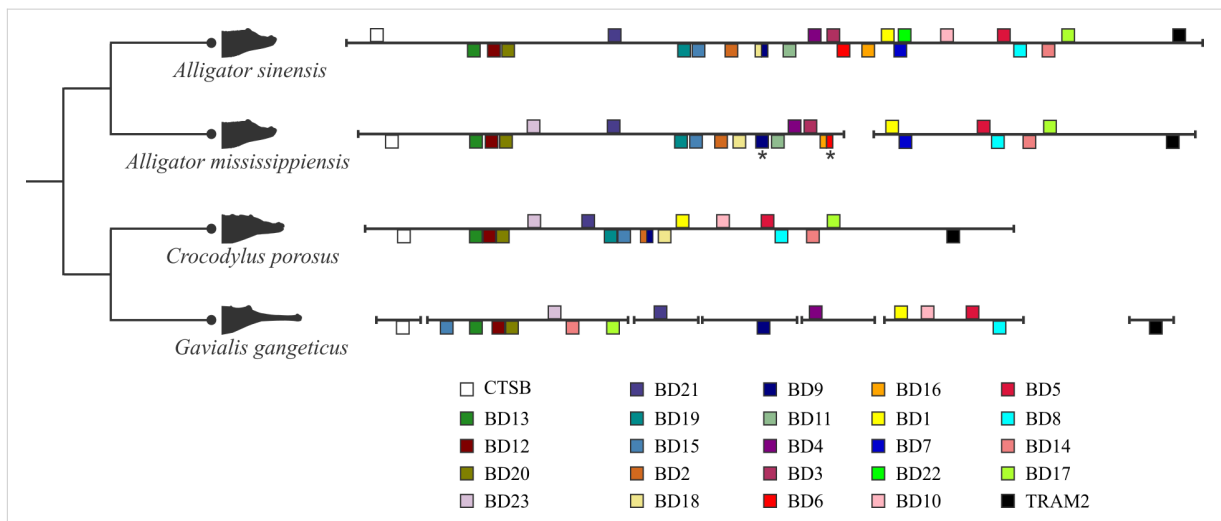 Alligator sinensis
Alligator mississippiensis
* *
Crocodylus porosus
Gavialis gangeticus
CTSB BD21 BD9 BD16 BD5
BD13 BD19 BD11 BD1 BD8
BD12 BD15 BD4 BD7 BD14
BD20 BD2 BD3 BD22 BD17
BD23 BD18 BD6 BD10 TRAM2